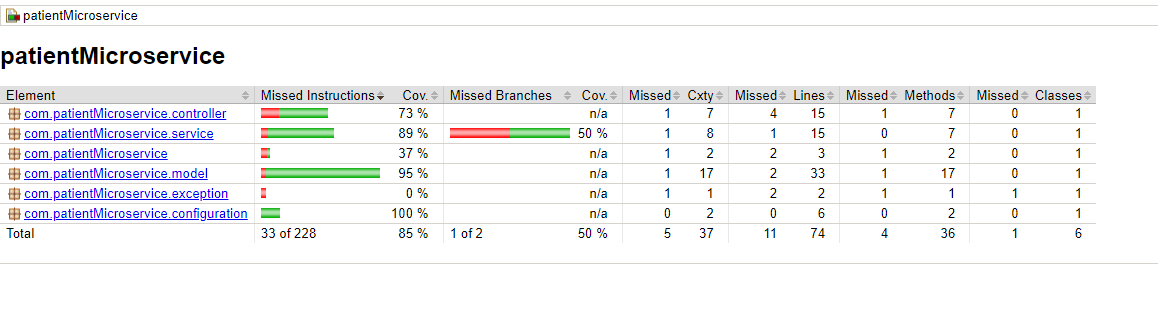 patientMicroservice
patientMicroservice
Element Missed Instructions Cov. Missed Branches Cov. Missed Cxty Missed Lines Missed Methods Missed Classes
com.patientMicroservice.controller 73 % n/a 1 7 4 15 1 7 0 1
com.patientMicroservice.service 89 % 50 % 1 8 1 15 0 7 0 1
com.patientMicroservice 37 % n/a 1 2 2 3 1 2 0 1
com.patientMicroservice.model 95 % n/a 1 17 2 33 1 17 0 1
com.patientMicroservice.exception 0 % n/a 1 1 2 2 1 1 1 1
com.patientMicroservice.configuration 100 % n/a 0 2 0 6 0 2 0 1
Total 33 of 228 85 % 1 of 2 50 % 5 37 11 74 4 36 1 6